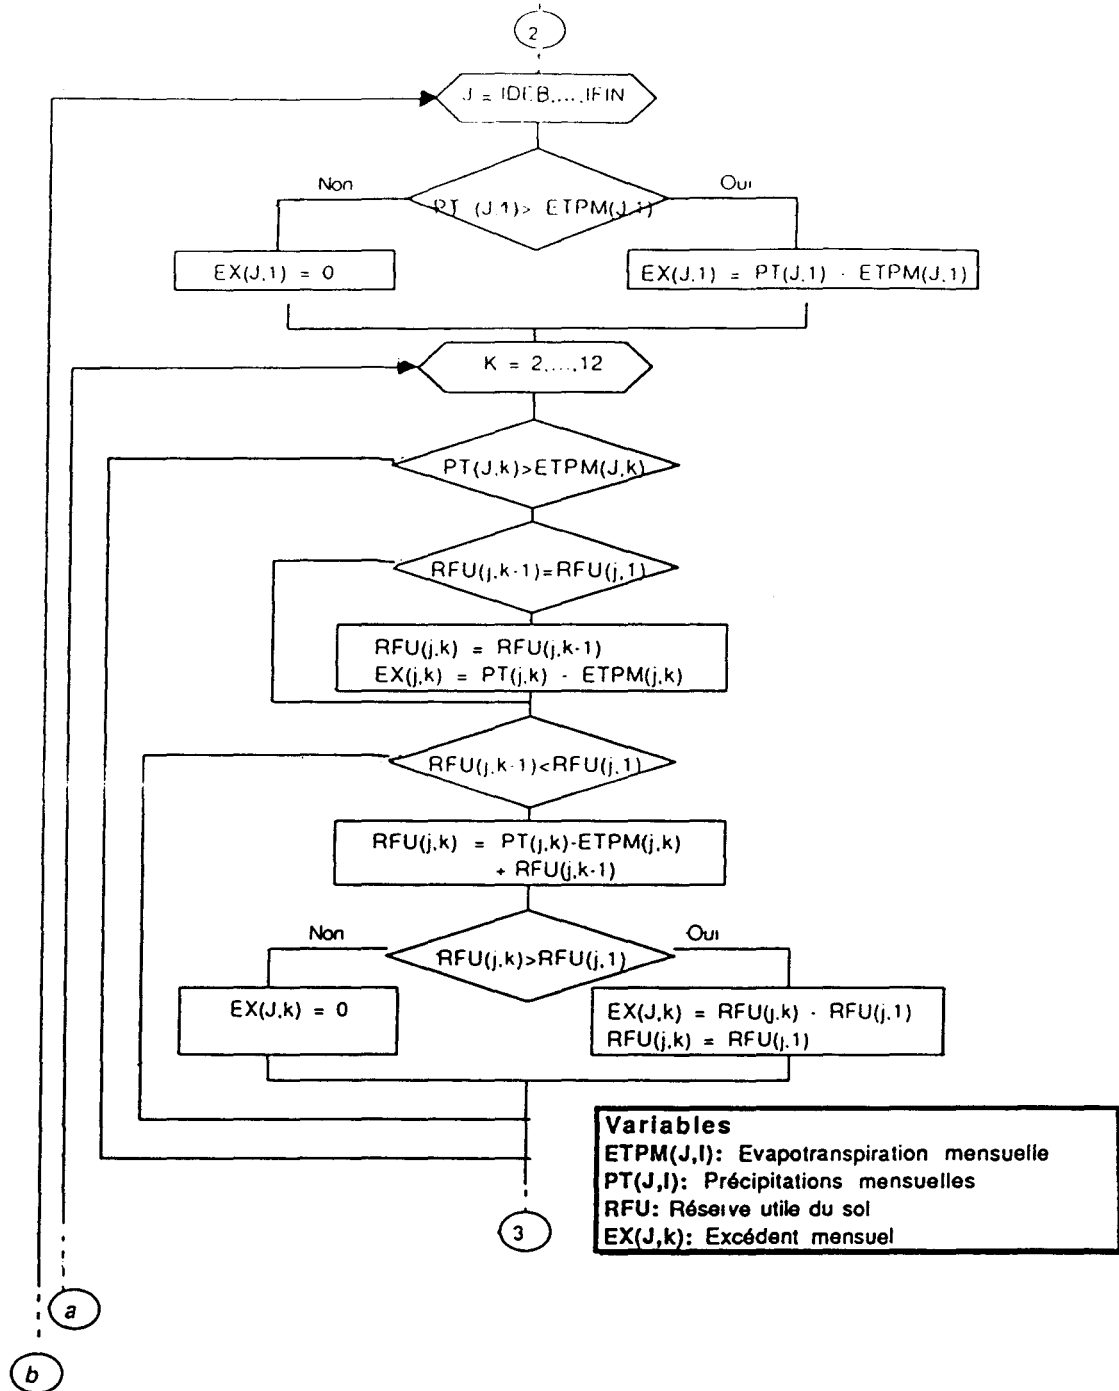 2
J = IDEB,...,IFIN
Non
Oui
PT (J,1)> ETPM(J,1)
EX(J,1) = 0
EX(J,1) = PT(J,1) - ETPM(J,1)
K = 2,...,12
PT(J,k)>ETPM(J,k)
RFU(j,k-1)=RFU(j,1)
RFU(j,k) = RFU(j,k-1)
EX(j,k) = PT(j,k) - ETPM(j,k)
RFU(j,k-1)<RFU(j,1)
RFU(j,k) = PT(j,k)-ETPM(j,k)
+ RFU(j,k-1)
Non
Oui
RFU(j,k)>RFU(j,1)
EX(J,k) = 0
EX(J,k) = RFU(j,k) - RFU(j,1)
RFU(j,k) = RFU(j,1)
Variables
ETPM(J,I): Evapotranspiration mensuelle
PT(J,I): Précipitations mensuelles
RFU: Réserve utile du sol
EX(J,k): Excédent mensuel
3
a
b